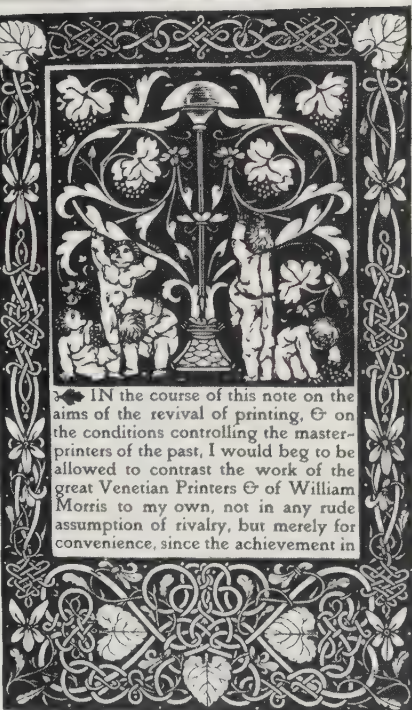 IN the course of this note on the
aims of the revival of printing, & on
the conditions controlling the master-
printers of the past, I would beg to be
allowed to contrast the work of the
great Venetian Printers & of William
Morris to my own, not in any rude
assumption of rivalry, but merely for
convenience, since the achievement in